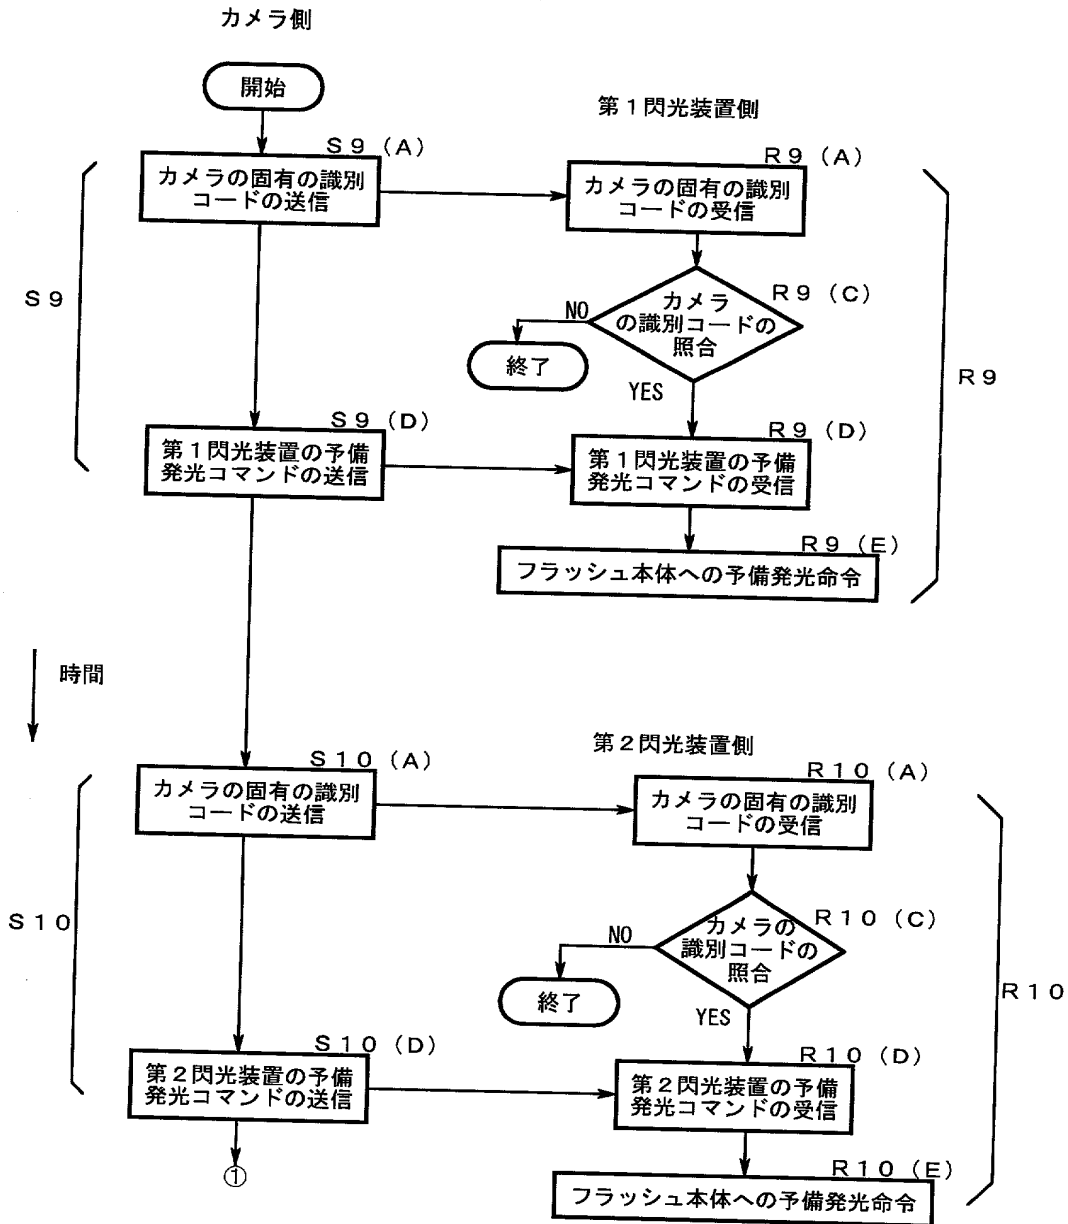 カメラ側
開始
第1閃光装置側
S9(A)
カメラの固有の識別
コードの送信
R9(A)
カメラの固有の識別
コードの受信
S9
R9(C)
カメラ
の識別コードの
照合
NO
終了
YES
R9
S9(D)
第1閃光装置の予備
発光コマンドの送信
R9(D)
第1閃光装置の予備
発光コマンドの受信
R9(E)
フラッシュ本体への予備発光命令
時間
第2閃光装置側
S10(A)
カメラの固有の識別
コードの送信
R10(A)
カメラの固有の識別
コードの受信
S10
R10(C)
カメラの
識別コードの
照合
NO
終了
YES
R10
S10(D)
第2閃光装置の予備
発光コマンドの送信
R10(D)
第2閃光装置の予備
発光コマンドの受信
①
R10(E)
フラッシュ本体への予備発光命令